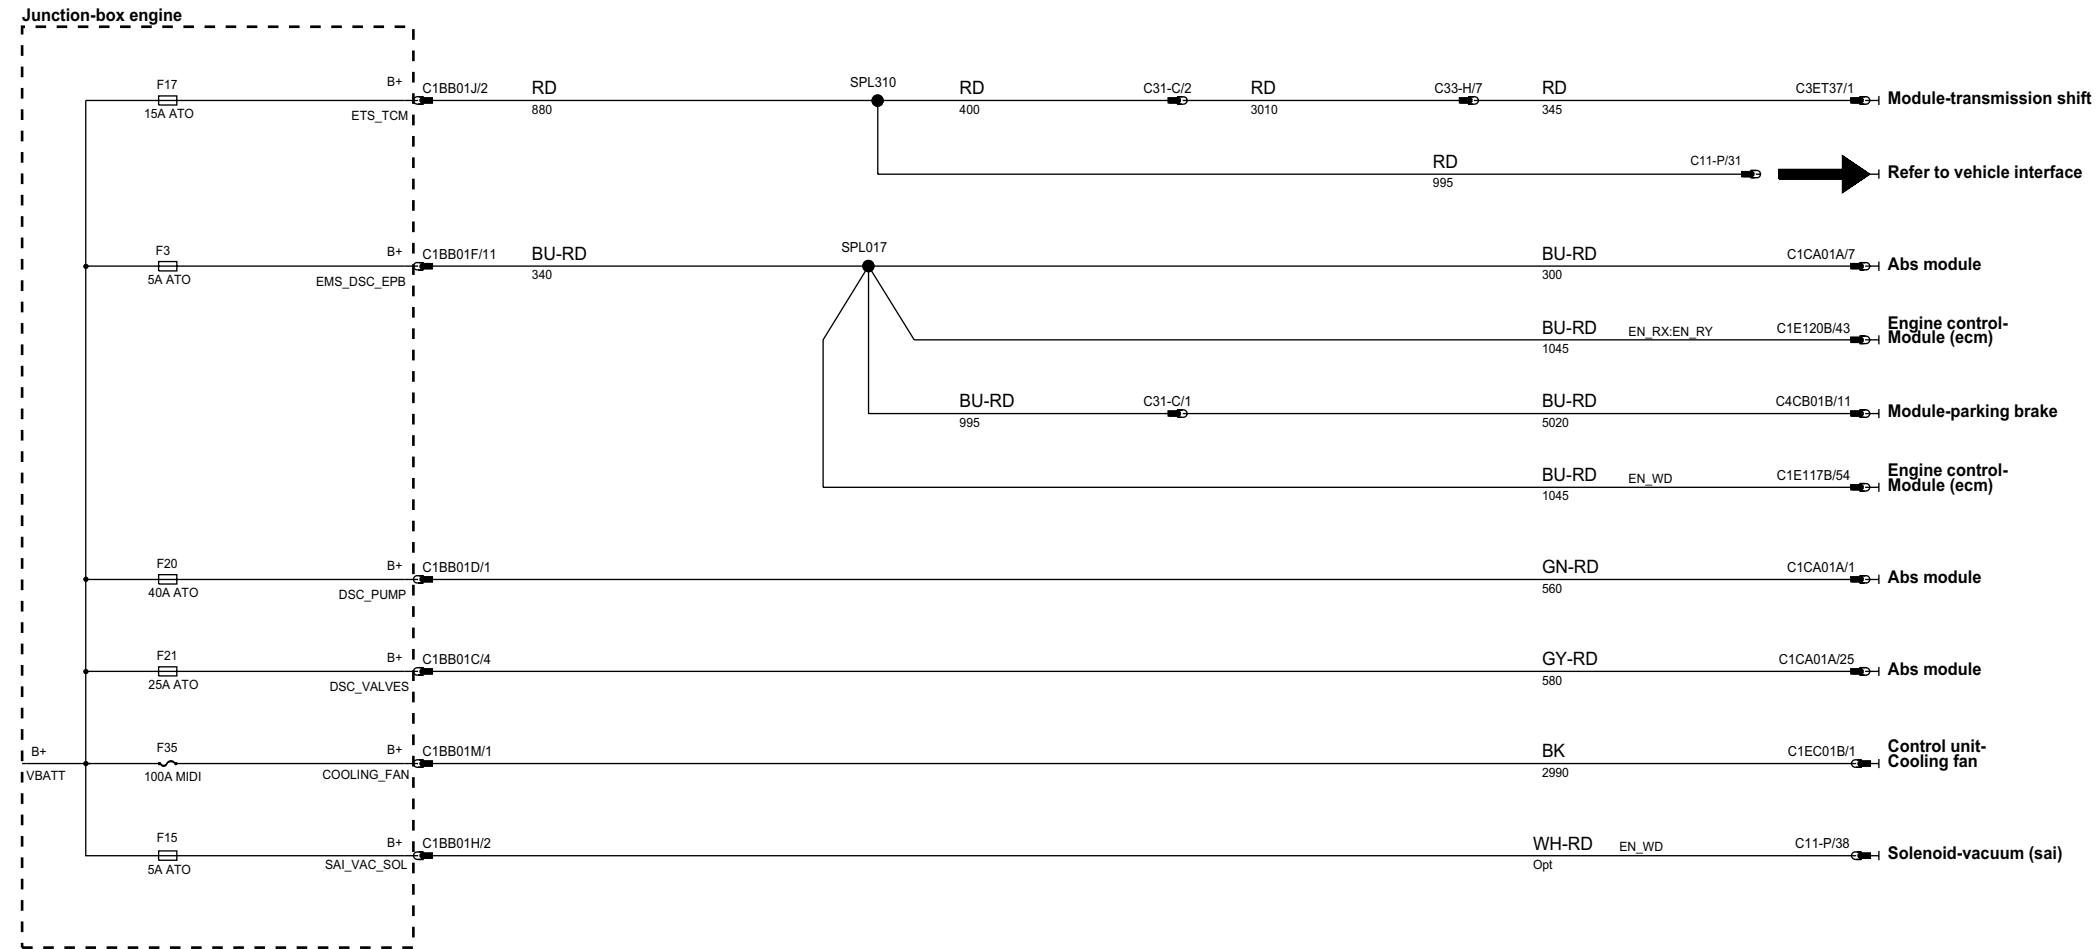 Junction-box engine
F17
15A ATO
B+
ETS_TCM
C1BB01J/2
RD
880
SPL310
RD
400
C31-C/2
RD
3010
C33-H/7
RD
345
C3ET37/1
Module-transmission shift
RD
995
C11-P/31
Refer to vehicle interface
F3
5A ATO
B+
EMS_DSC_EPB
C1BB01F/11
BU-RD
340
SPL017
BU-RD
300
C1CA01A/7
Abs module
BU-RD
1045
EN_RX:EN_RY
C1E120B/43
Engine control-
Module (ecm)
BU-RD
995
C31-C/1
BU-RD
5020
C4CB01B/11
Module-parking brake
BU-RD
1045
EN_WD
C1E117B/54
Engine control-
Module (ecm)
F20
40A ATO
B+
DSC_PUMP
C1BB01D/1
GN-RD
560
C1CA01A/1
Abs module
F21
25A ATO
B+
DSC_VALVES
C1BB01C/4
GY-RD
580
C1CA01A/25
Abs module
B+
VBATT
F35
100A MIDI
B+
COOLING_FAN
C1BB01M/1
BK
2990
C1EC01B/1
Control unit-
Cooling fan
F15
5A ATO
B+
SAI_VAC_SOL
C1BB01H/2
WH-RD
Opt
EN_WD
C11-P/38
Solenoid-vacuum (sai)